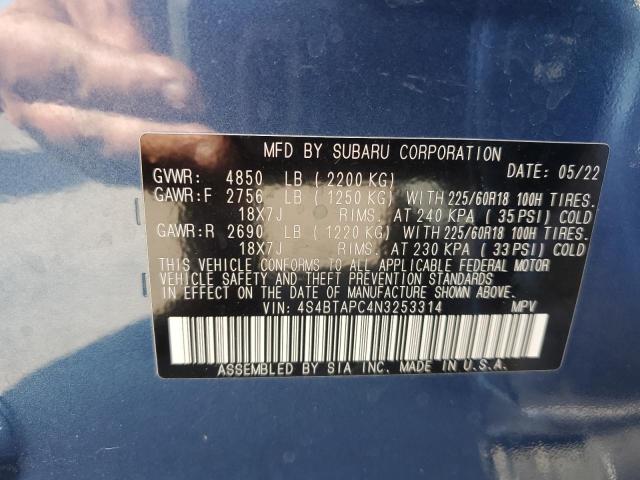 MFD BY SUBARU CORPORATION
GVWR: 4850 LB ( 2200 KG) DATE: 05/22
GAWR:F 2756 LB ( 1250 KG) WITH 225/60R18 100H TIRES.
18X7J RIMS. AT 240 KPA ( 35 PSI) COLD
GAWR:R 2690 LB ( 1220 KG) WITH 225/60R18 100H TIRES.
18X7J RIMS. AT 230 KPA ( 33 PSI) COLD
THIS VEHICLE CONFORMS TO ALL APPLICABLE FEDERAL MOTOR
VEHICLE SAFETY AND THEFT PREVENTION STANDARDS
IN EFFECT ON THE DATE OF MANUFACTURE SHOWN ABOVE.
VIN: 4S4BTAPC4N3253314 MPV
ASSEMBLED BY SIA INC. MADE IN U.S.A.